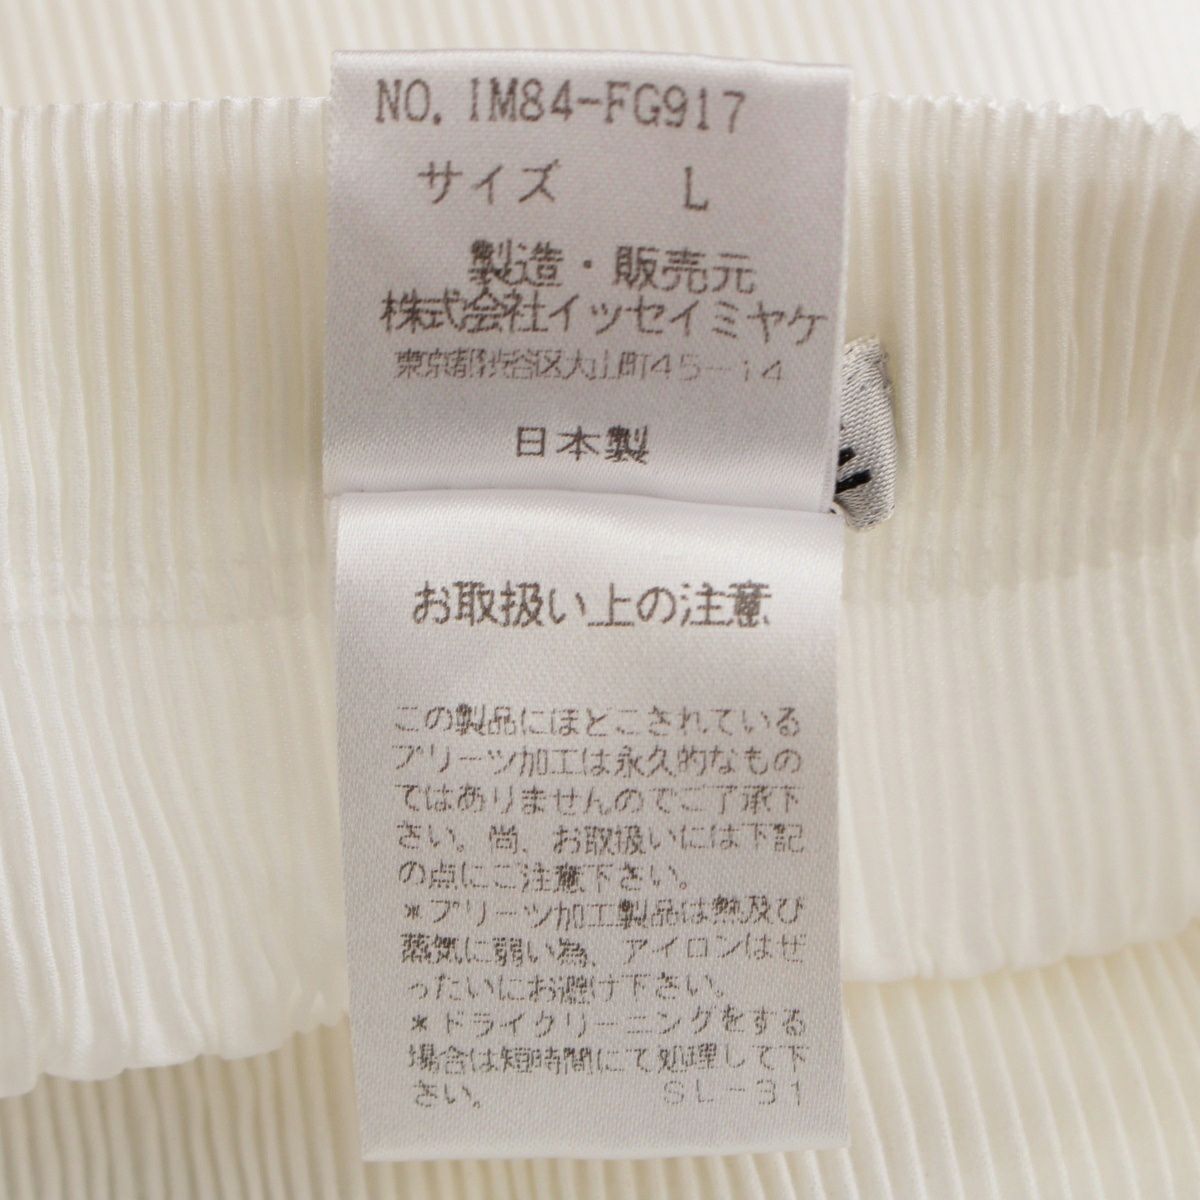 NO. IM84-FG917
サイズ L
製造・販売元
株式会社イッセイミヤケ
東京都渋谷区大山町45-14
日本製
お取扱い上の注意
この製品にほどこされている
プリーツ加工は永久的なもの
ではありませんのでご了承下
さい。尚、お取扱いには下記
の点にご注意下さい。
*プリーツ加工製品は熱及び
蒸気に弱い為、アイロンはぜ
ったいにお避け下さい。
*ドライクリーニングをする
場合は短時間にて処理して下
さい。 SL-31